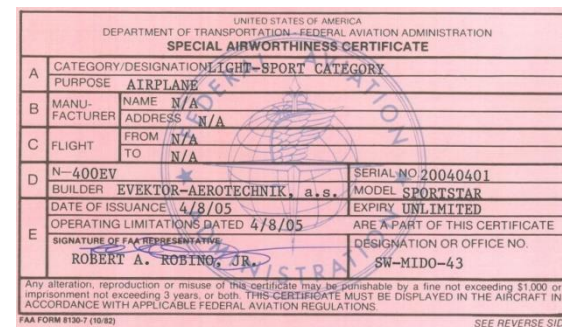 UNITED STATES OF AMERICA
DEPARTMENT OF TRANSPORTATION - FEDERAL AVIATION ADMINISTRATION
SPECIAL AIRWORTHINESS CERTIFICATE
A CATEGORY/DESIGNATION LIGHT-SPORT CATEGORY
PURPOSE AIRPLANE
B MANU-FACTURER NAME N/A
ADDRESS N/A
C FLIGHT FROM N/A
TO N/A
D N-400EV SERIAL NO. 20040401
BUILDER EVEKTOR-AEROTECHNIK, a.s. MODEL SPORTSTAR
E DATE OF ISSUANCE 4/8/05 EXPIRY UNLIMITED
OPERATING LIMITATIONS DATED 4/8/05 ARE A PART OF THIS CERTIFICATE
SIGNATURE OF FAA REPRESENTATIVE DESIGNATION OR OFFICE NO.
ROBERT A. ROBINO, JR. SW-MIDO-43
Any alteration, reproduction or misuse of this certificate may be punishable by a fine not exceeding $1,000 or
imprisonment not exceeding 3 years, or both. THIS CERTIFICATE MUST BE DISPLAYED IN THE AIRCRAFT IN
ACCORDANCE WITH APPLICABLE FEDERAL AVIATION REGULATIONS.
FAA FORM 8130-7 (10/82) SEE REVERSE SID
FEDERAL AVIATION ADMINISTRATION